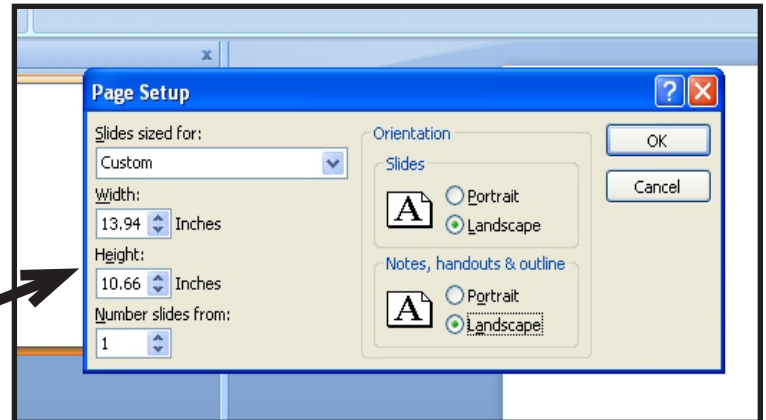 x
Page Setup
?
Slides sized for:
Custom
Width:
13.94 Inches
Height:
10.66 Inches
Number slides from:
1
Orientation
Slides
A
Portrait
Landscape
Notes, handouts & outline
A
Portrait
Landscape
OK
Cancel